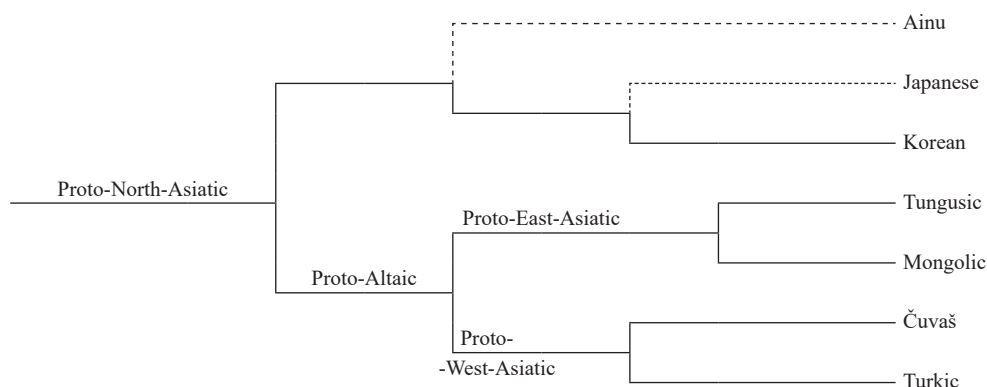 Ainu
Japanese
Korean
Proto-North-Asiatic
Tungusic
Proto-East-Asiatic
Mongolic
Proto-Altaic
Čuvaš
Proto-
-West-Asiatic
Turkic